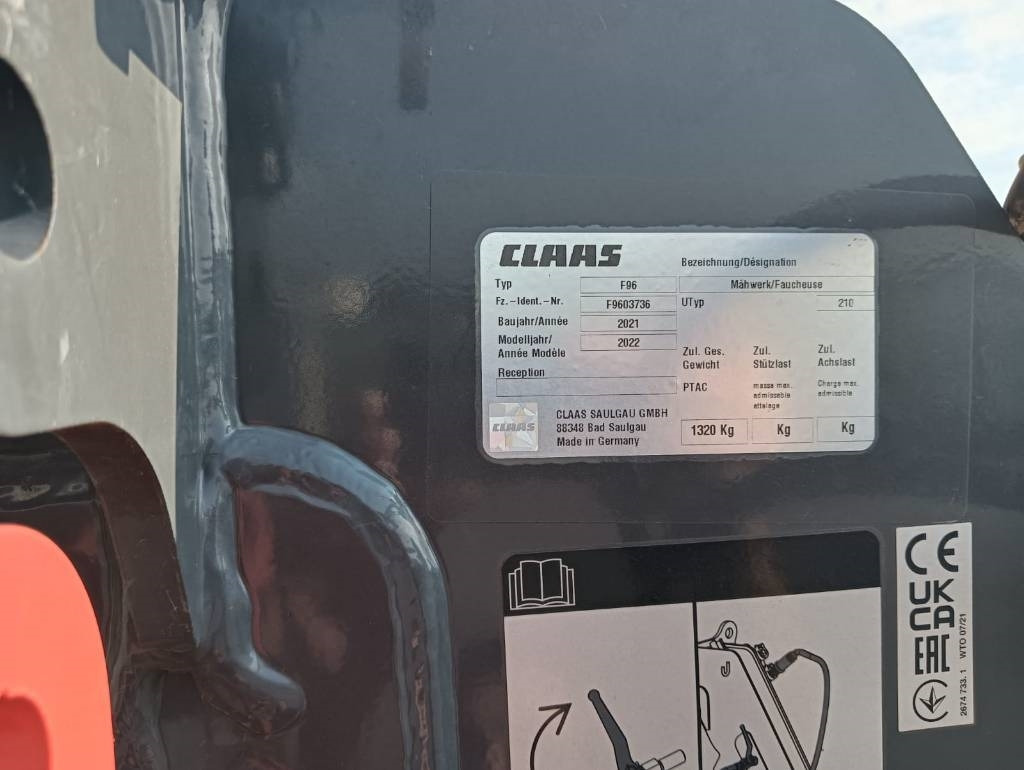 CLAAS
Bezeichnung/Désignation
Typ F96 Mähwerk/Faucheuse
Fz.-Ident.-Nr. F9603736 UTyp 210
Baujahr/Année 2021
Modelljahr/
Année Modèle 2022
Reception
Zul. Ges.
Gewicht
PTAC
1320 Kg
Zul.
Stützlast
massa max.
admissable
attelage
Kg
Zul.
Achslast
Charge max.
admissible
Kg
CLAAS
CLAAS SAULGAU GMBH
88348 Bad Saulgau
Made in Germany
CE
UK
CA
EAC
2674 733. 1 WTO 07/21